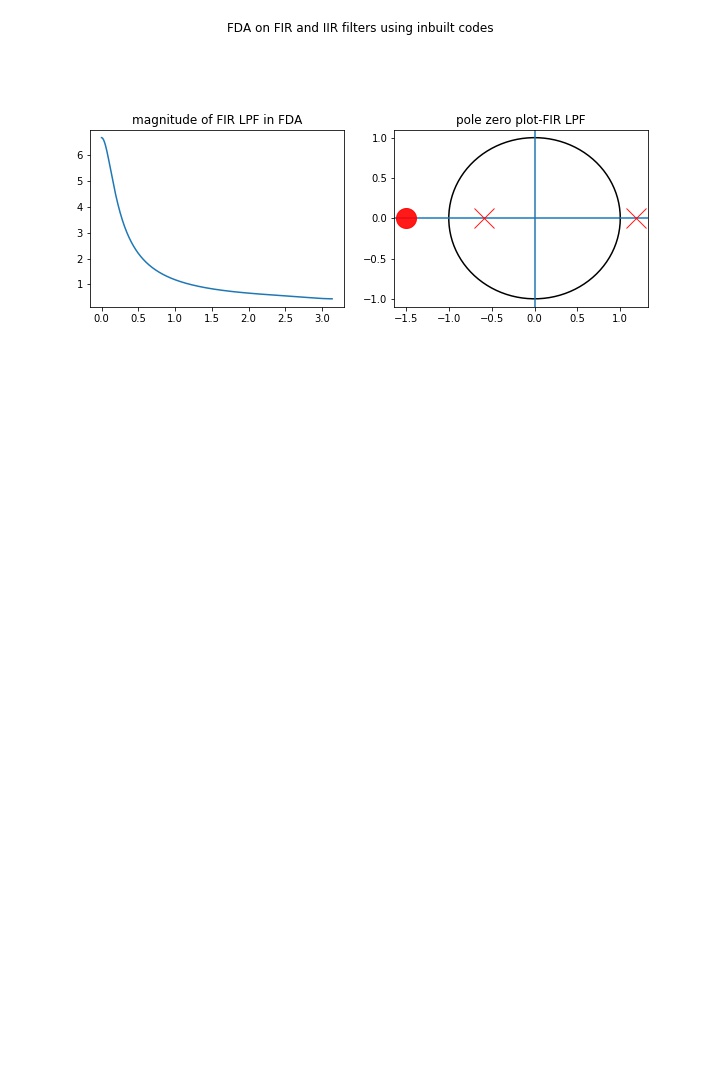 FDA on FIR and IIR filters using inbuilt codes
magnitude of FIR LPF in FDA
6
5
4
3
2
1
0.0 0.5 1.0 1.5 2.0 2.5 3.0
pole zero plot-FIR LPF
1.0
0.5
0.0
−0.5
−1.0
−1.5 −1.0 −0.5 0.0 0.5 1.0